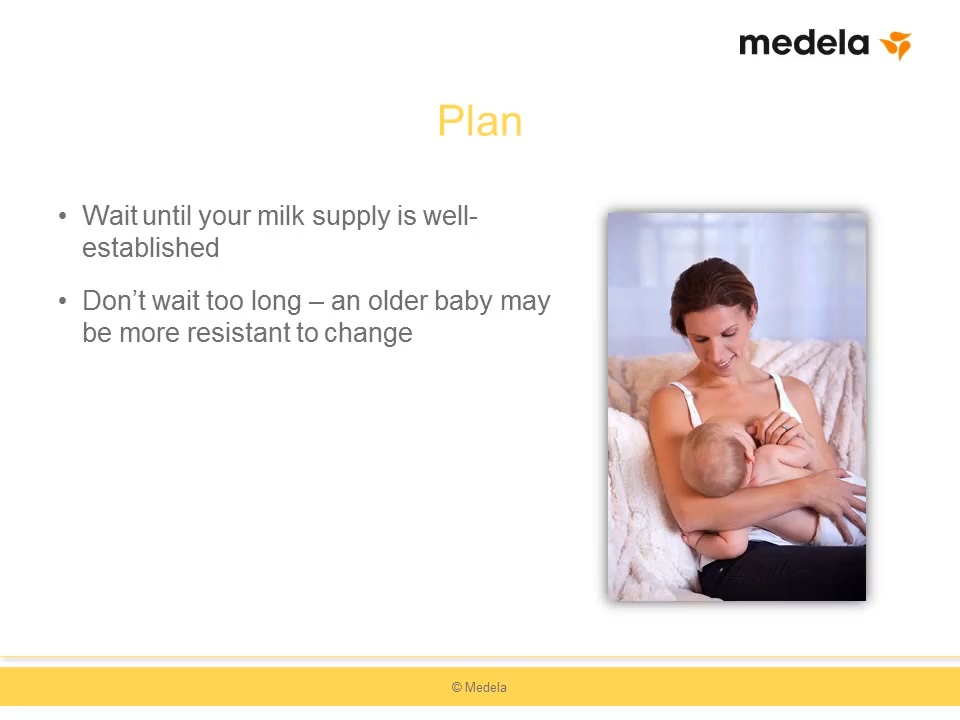 medela
Plan
• Wait until your milk supply is well-
established
• Don’t wait too long – an older baby may
be more resistant to change
© Medela